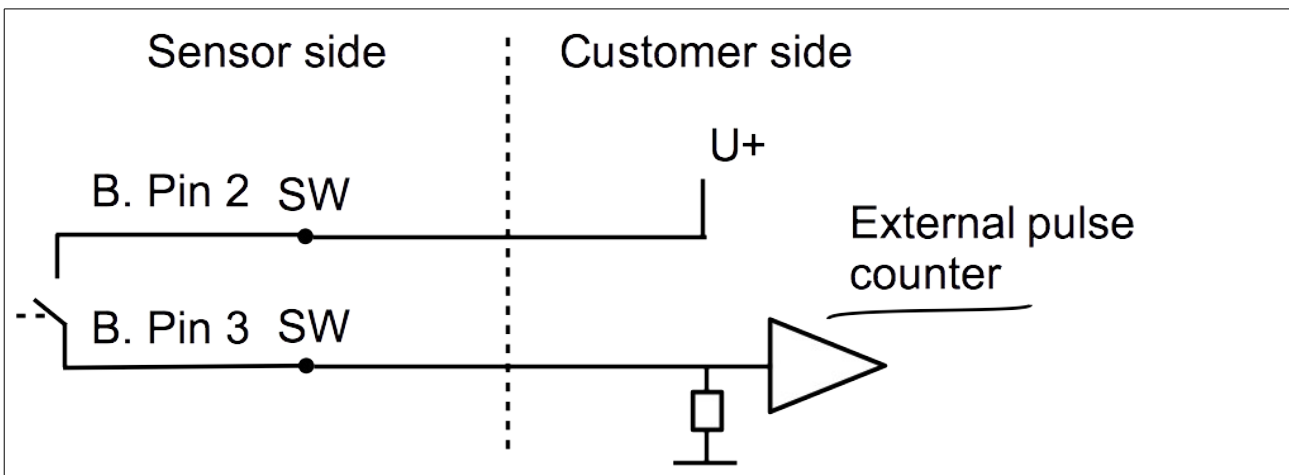 Sensor side
Customer side
U+
B. Pin 2 SW
External pulse
counter
B. Pin 3 SW